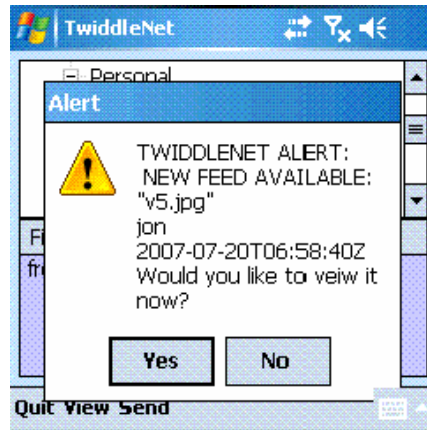 TwiddleNet
Personal
Alert
TWIDDLENET ALERT:
NEW FEED AVAILABLE:
"v5.jpg"
jon
2007-07-20T06:58:40Z
Would you like to veiw it
now?
Yes No
Quit View Send